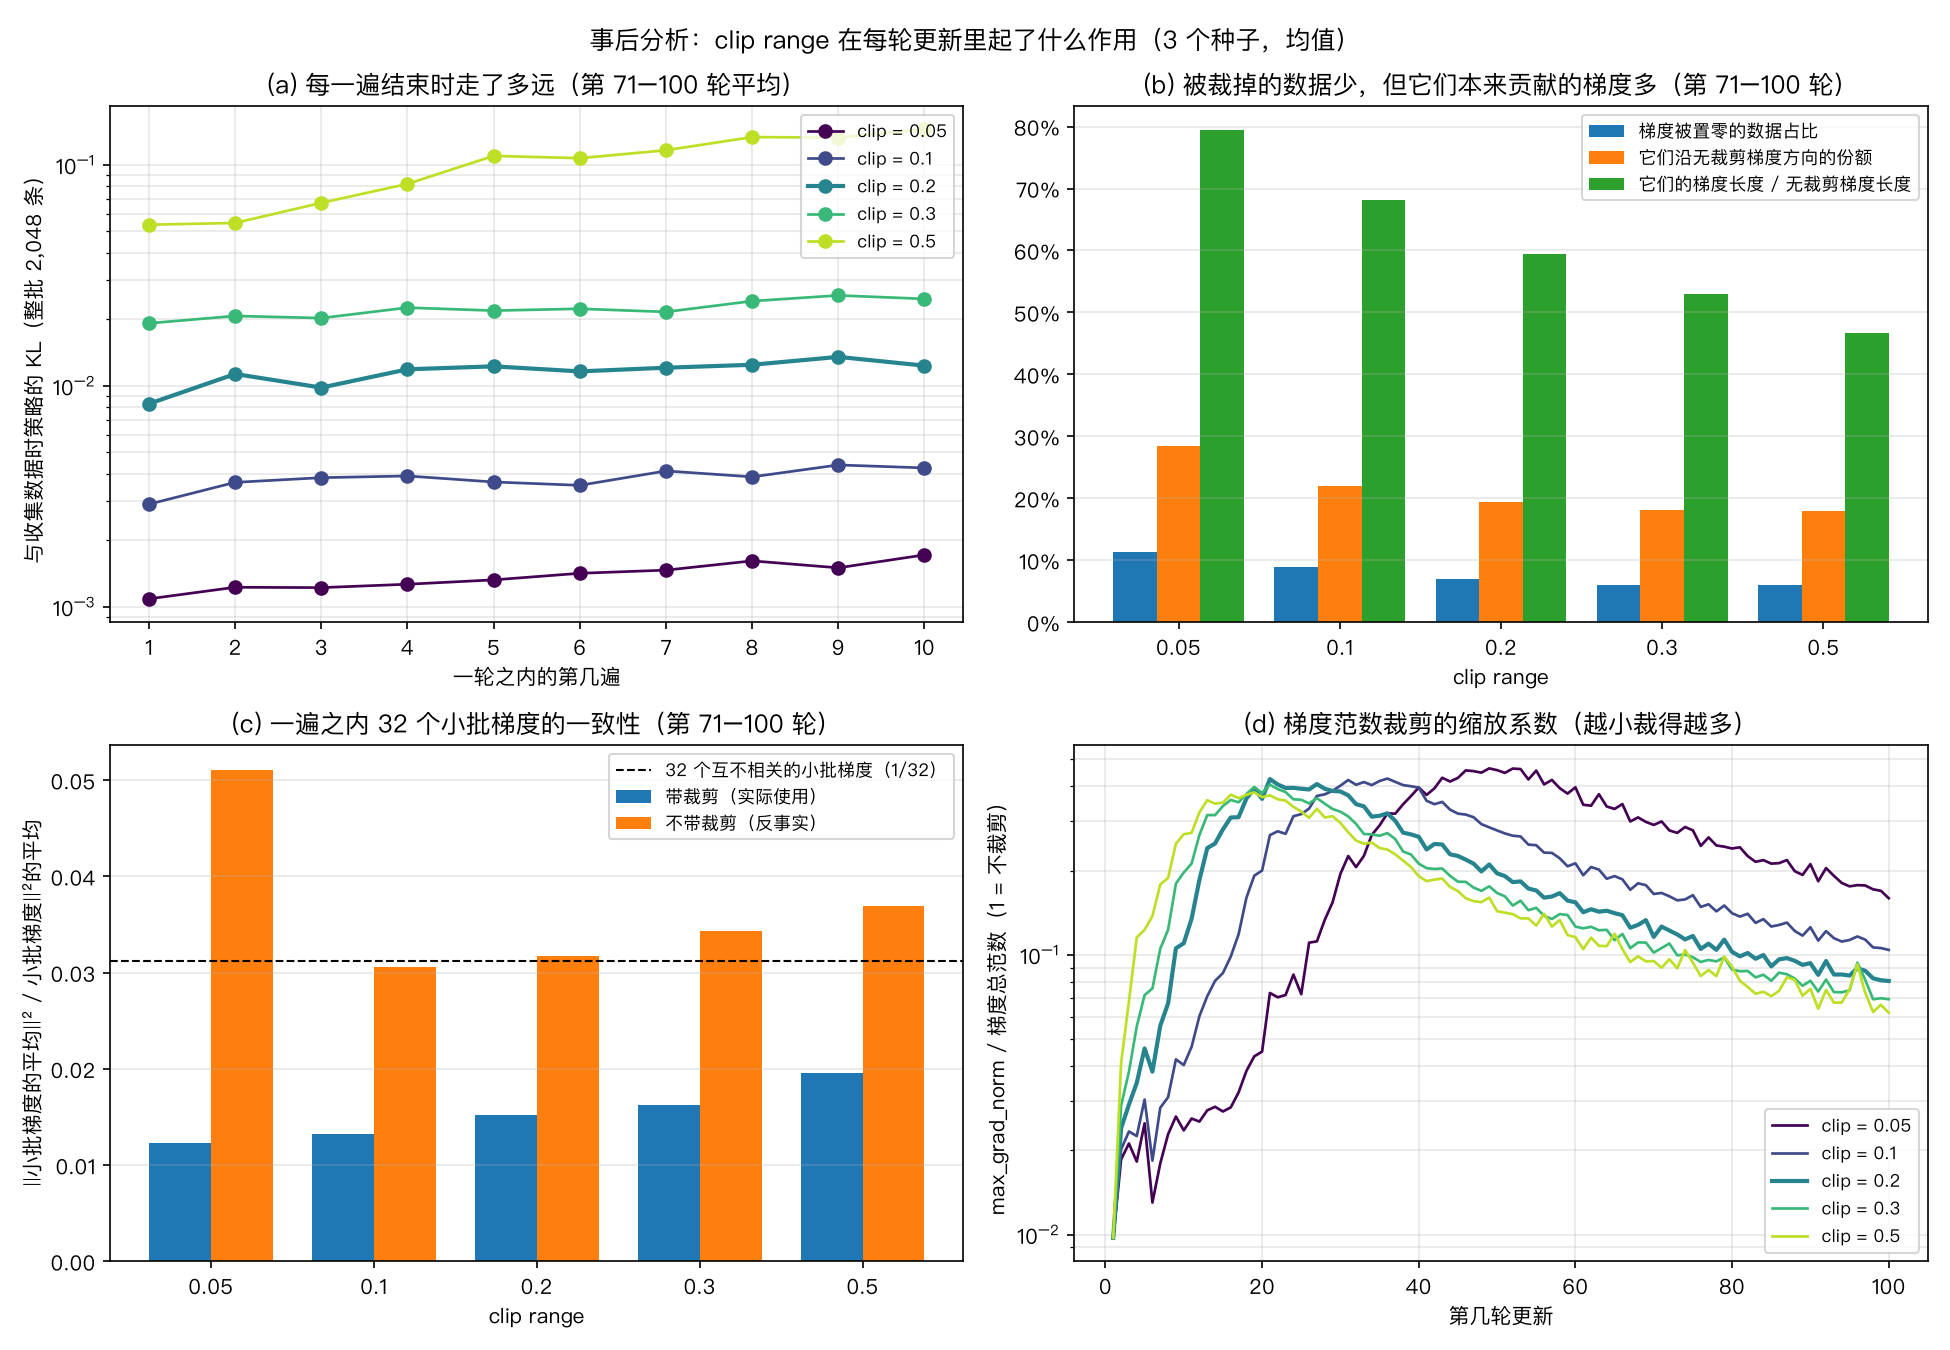 事后分析：clip range 在每轮更新里起了什么作用（3 个种子，均值）
(a) 每一遍结束时走了多远（第 71—100 轮平均）
与收集数据时策略的 KL（整批 2,048 条）
10⁻¹
10⁻²
10⁻³
clip = 0.05
clip = 0.1
clip = 0.2
clip = 0.3
clip = 0.5
1 2 3 4 5 6 7 8 9 10
一轮之内的第几遍
(b) 被裁掉的数据少，但它们本来贡献的梯度多（第 71—100 轮）
80%
70%
60%
50%
40%
30%
20%
10%
0%
梯度被置零的数据占比
它们沿无裁剪梯度方向的份额
它们的梯度长度 / 无裁剪梯度长度
0.05 0.1 0.2 0.3 0.5
clip range
(c) 一遍之内 32 个小批梯度的一致性（第 71—100 轮）
||小批梯度的平均||² / 小批梯度||²的平均
0.05
0.04
0.03
0.02
0.01
0.00
32 个互不相关的小批梯度（1/32）
带裁剪（实际使用）
不带裁剪（反事实）
0.05 0.1 0.2 0.3 0.5
clip range
(d) 梯度范数裁剪的缩放系数（越小裁得越多）
max_grad_norm / 梯度总范数（1 = 不裁剪）
10⁻¹
10⁻²
clip = 0.05
clip = 0.1
clip = 0.2
clip = 0.3
clip = 0.5
0 20 40 60 80 100
第几轮更新